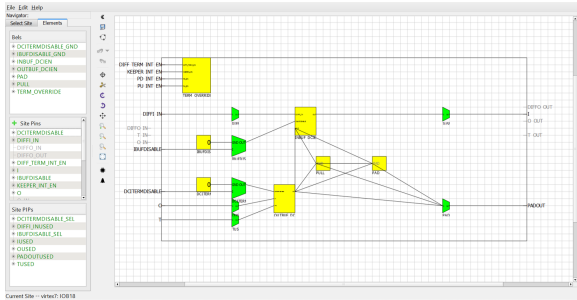 File Edit Help
Navigator:
Select Site Elements
Bels
DCITERMDISABLE_GND
IBUFDISABLE_GND
INBUF_DCIEN
OUTBUF_DCIEN
PAD
PULL
TERM_OVERRIDE
Site Pins
DCITERMDISABLE
DIFFI_IN
DIFFO_IN
DIFFO_OUT
DIFF_TERM_INT_EN
I
IBUFDISABLE
KEEPER_INT_EN
O
Site PIPs
DCITERMDISABLE_SEL
DIFFI_INUSED
IBUFDISABLE_SEL
IUSED
OUSED
PADOUTUSED
TUSED
DIFF TERM INT EN
KEEPER INT EN
PD INT EN
PU INT EN
TERM OVERRIDE
DIFFI IN
DIFFO IN
T IN
O IN
IBUFDISABLE
0
PULL
PAD
DCITERMDISABLE
0
O
T
DIFFO OUT
I
O OUT
T OUT
PADOUT
Current Site -- virtex7: IOB18